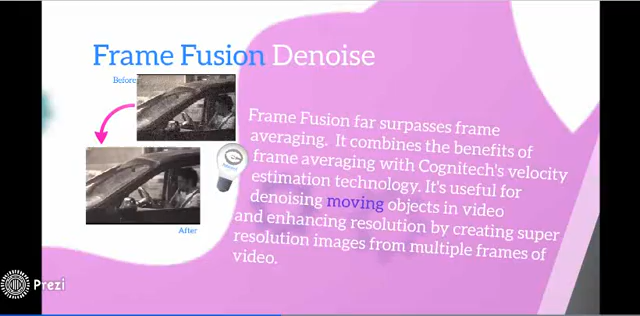 Frame Fusion Denoise
Before
Frame Fusion far surpasses frame
averaging. It combines the benefits of
frame averaging with Cognitech's velocity
estimation technology. It's useful for
denoising moving objects in video
and enhancing resolution by creating super
resolution images from multiple frames of
video.
After
Prezi